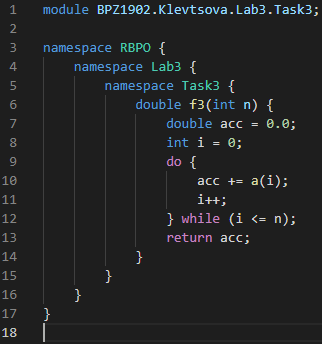 1 module BPZ1902.Klevtsova.Lab3.Task3;
2
3 namespace RBPO {
4     namespace Lab3 {
5         namespace Task3 {
6             double f3(int n) {
7                 double acc = 0.0;
8                 int i = 0;
9                 do {
10                     acc += a(i);
11                     i++;
12                 } while (i <= n);
13                 return acc;
14             }
15         }
16     }
17 }
18